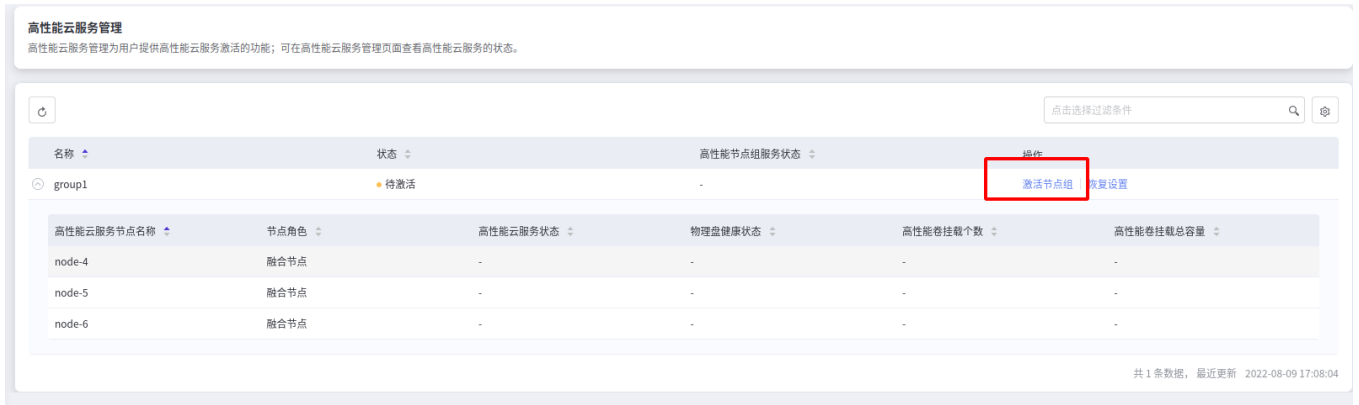 高性能云服务管理
高性能云服务管理为用户提供高性能云服务激活的功能；可在高性能云服务管理页面查看高性能云服务的状态。
点击选择过滤条件
名称 状态 高性能节点组服务状态 操作
group1 待激活 - 激活节点组 | 恢复设置
高性能云服务节点名称 节点角色 高性能云服务状态 物理盘健康状态 高性能卷挂载个数 高性能卷挂载总容量
node-4 融合节点 - - - -
node-5 融合节点 - - - -
node-6 融合节点 - - - -
共 1 条数据， 最近更新 2022-08-09 17:08:04